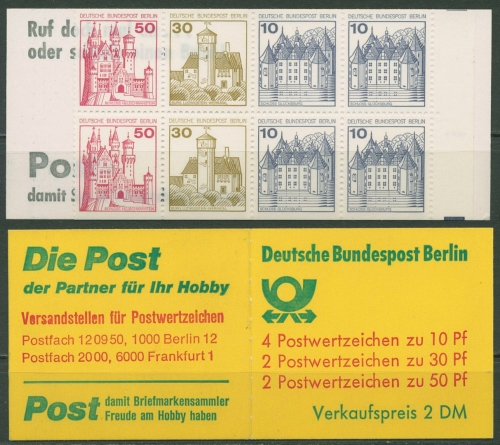 Ruf de
oder s
DEUTSCHE BUNDESPOST BERLIN
50
DEUTSCHE BUNDESPOST BERLIN
30
DEUTSCHE BUNDESPOST BERLIN
10
DEUTSCHE BUNDESPOST BERLIN
10
DEUTSCHE BUNDESPOST BERLIN
50
DEUTSCHE BUNDESPOST BERLIN
30
DEUTSCHE BUNDESPOST BERLIN
10
DEUTSCHE BUNDESPOST BERLIN
10
Pos
damit S
Die Post
der Partner für Ihr Hobby
Versandstellen für Postwertzeichen
Postfach 12 09 50, 1000 Berlin 12
Postfach 20 00, 6000 Frankfurt 1
Post damit Briefmarkensammler
Freude am Hobby haben
Deutsche Bundespost Berlin
4 Postwertzeichen zu 10 Pf
2 Postwertzeichen zu 30 Pf
2 Postwertzeichen zu 50 Pf
Verkaufspreis 2 DM